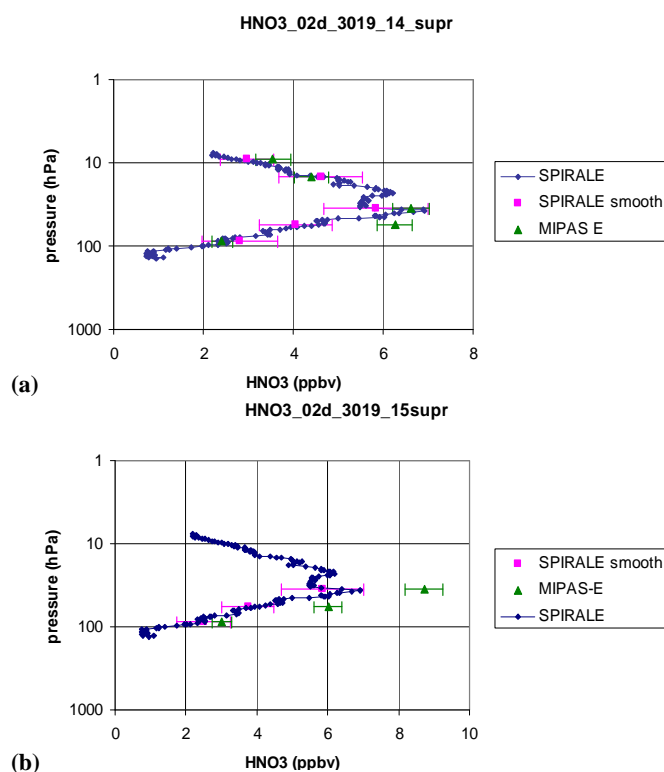 HNO3_02d_3019_14_supr
1
10
100
1000
pressure (hPa)
0 2 4 6 8
HNO3 (ppbv)
SPIRALE
SPIRALE smooth
MIPAS E
(a)
HNO3_02d_3019_15supr
1
10
100
1000
pressure (hPa)
0 2 4 6 8 10
HNO3 (ppbv)
SPIRALE smooth
MIPAS-E
SPIRALE
(b)